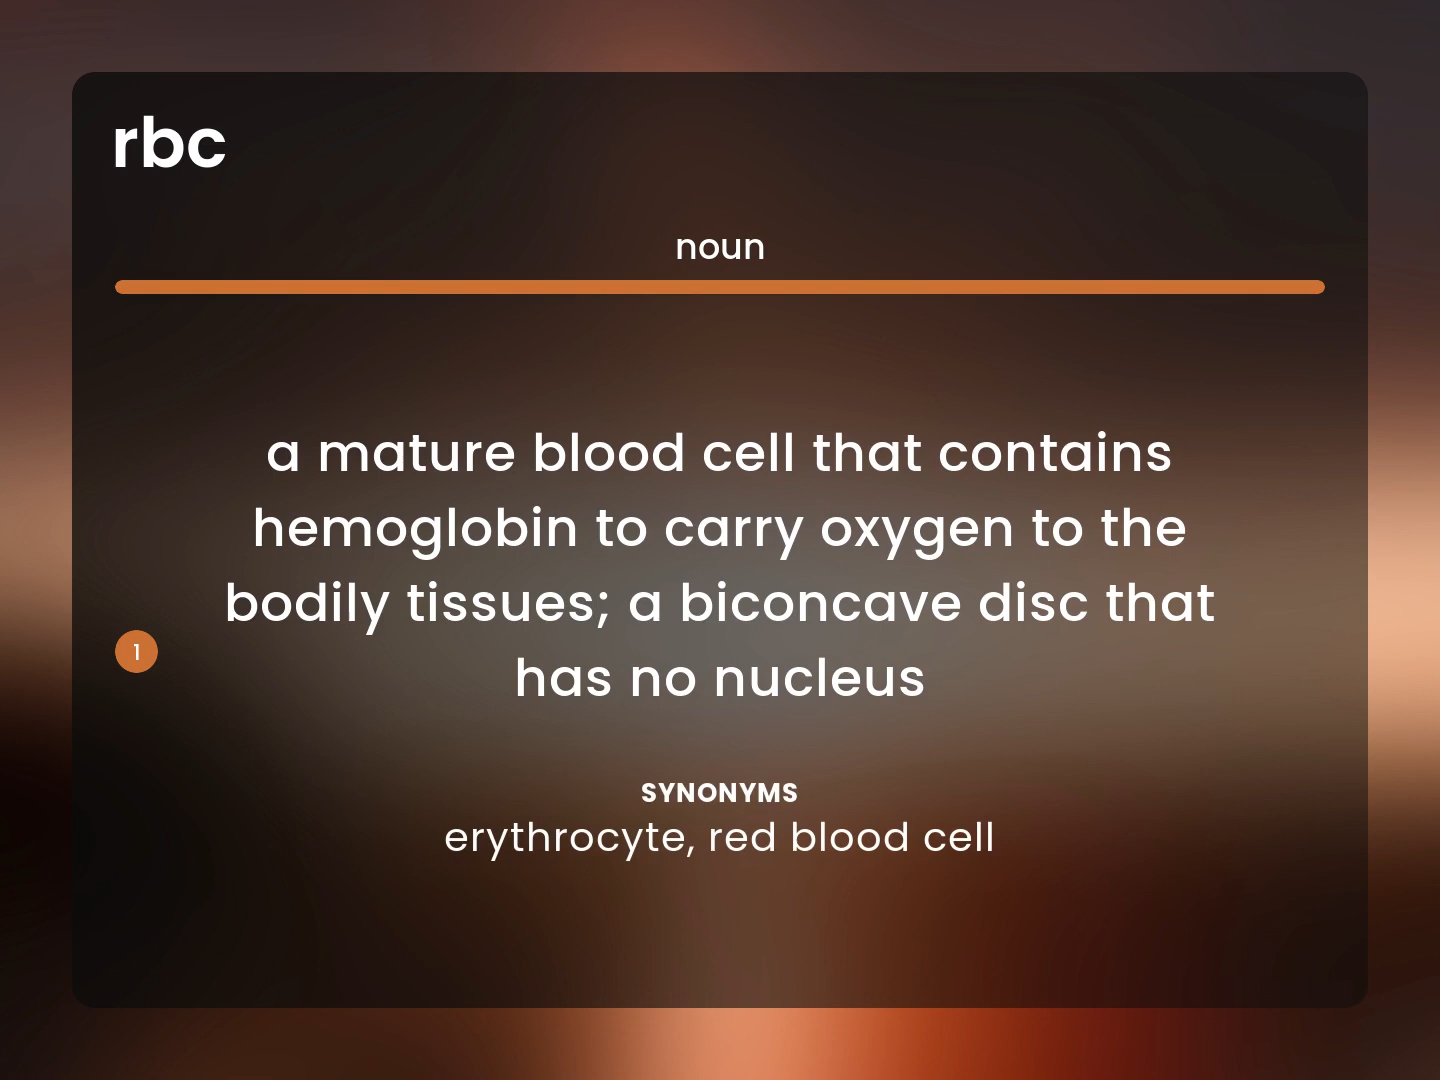 rbc
noun
a mature blood cell that contains
hemoglobin to carry oxygen to the
bodily tissues; a biconcave disc that
has no nucleus
1
SYNONYMS
erythrocyte, red blood cell